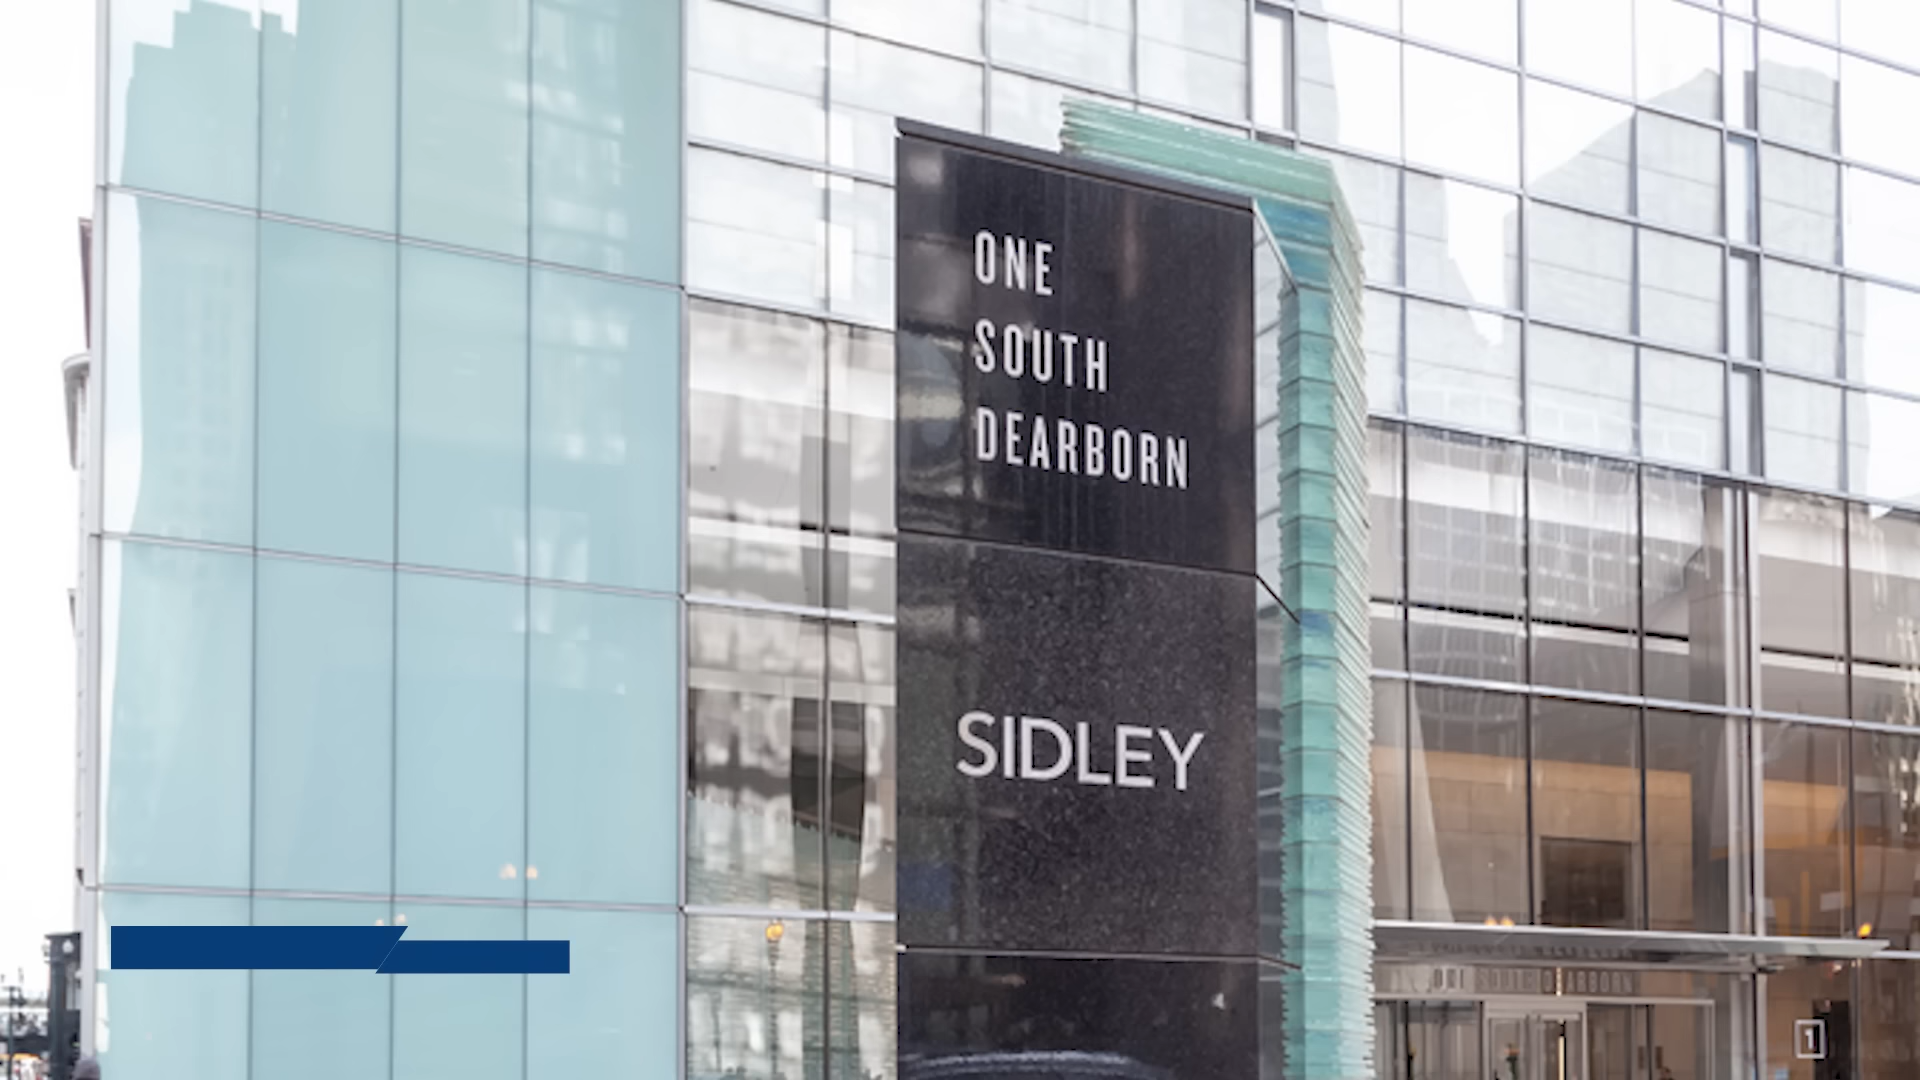 ONE
SOUTH
DEARBORN
SIDLEY
ONE SOUTH DEARBORN
1